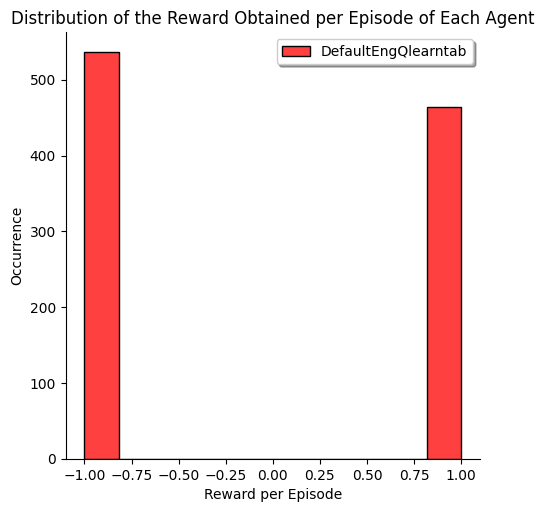 Distribution of the Reward Obtained per Episode of Each Agent
DefaultEngQlearntab
500
400
300
200
100
0
Occurrence
−1.00 −0.75 −0.50 −0.25 0.00 0.25 0.50 0.75 1.00
Reward per Episode